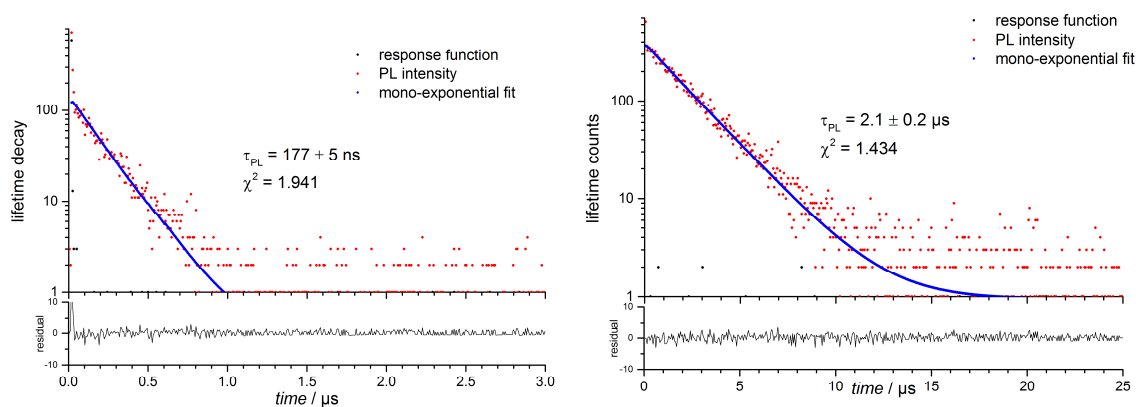 response function
PL intensity
mono-exponential fit
τPL = 177 + 5 ns
χ² = 1.941
lifetime decay
100
10
1
residual
10
0
-10
0.0 0.5 1.0 1.5 2.0 2.5 3.0
time / µs
response function
PL intensity
mono-exponential fit
τPL = 2.1 ± 0.2 µs
χ² = 1.434
lifetime counts
100
10
1
residual
10
0
-10
0 5 10 15 20 25
time / µs